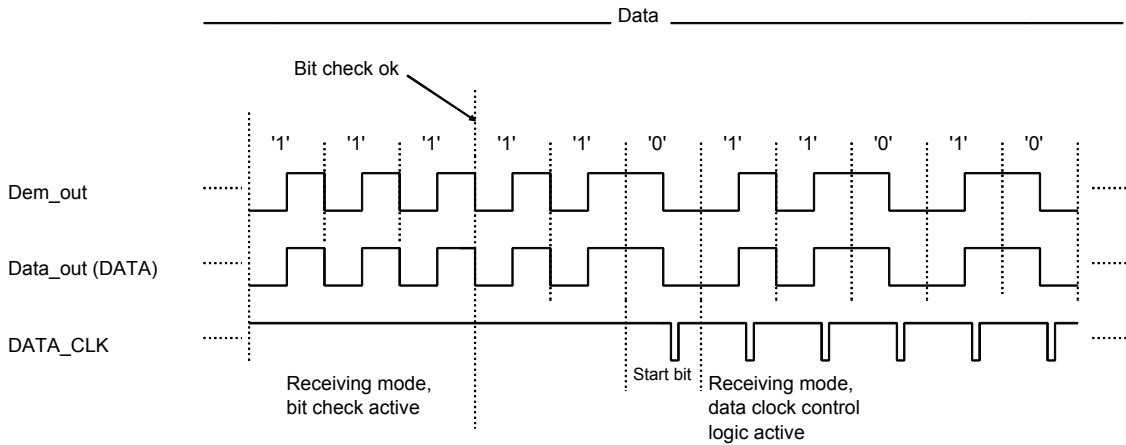 Data
Bit check ok
'1' '1' '1' '1' '1' '0' '1' '1' '0' '1' '0'
Dem_out
Data_out (DATA)
DATA_CLK
Start bit
Receiving mode,
bit check active
Receiving mode,
data clock control
logic active